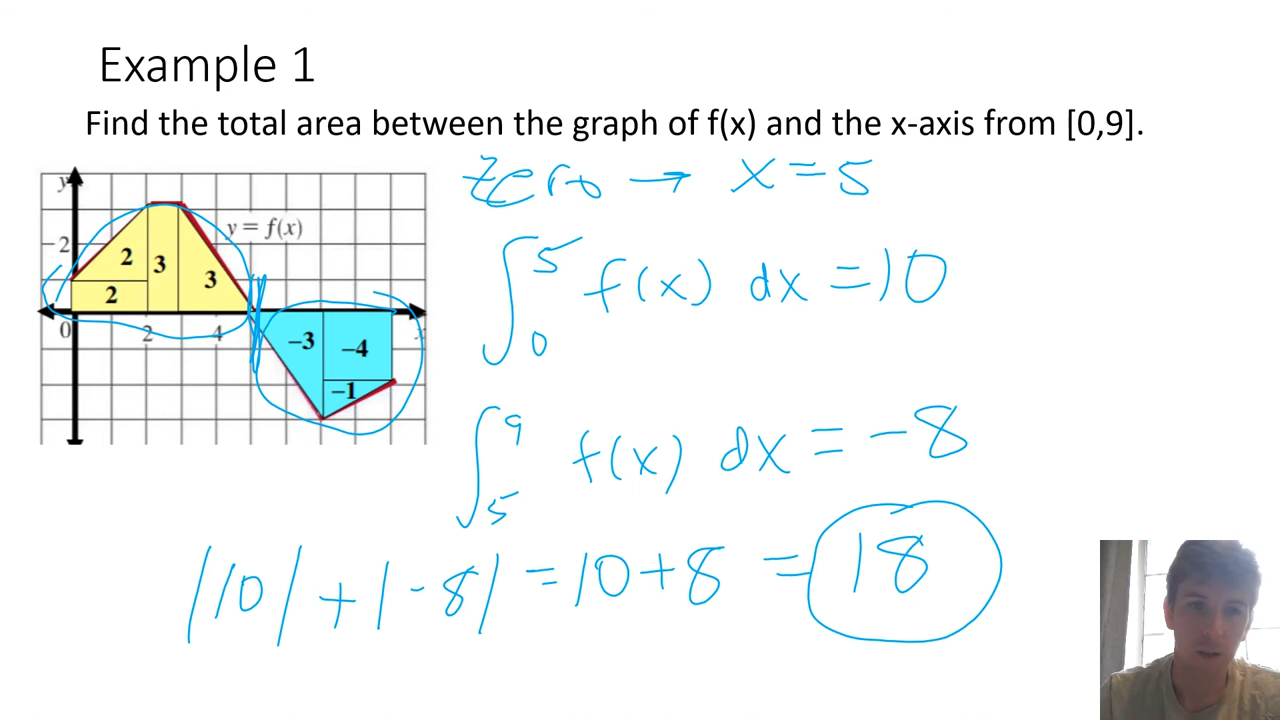 Example 1
Find the total area between the graph of f(x) and the x-axis from [0,9].
zero → x = 5
y
y = f(x)
2
2 3
3
2
0 2 4 x
-3 -4
-1
∫₀⁵ f(x) dx = 10
∫₅⁹ f(x) dx = -8
|10| + |-8| = 10 + 8 = 18